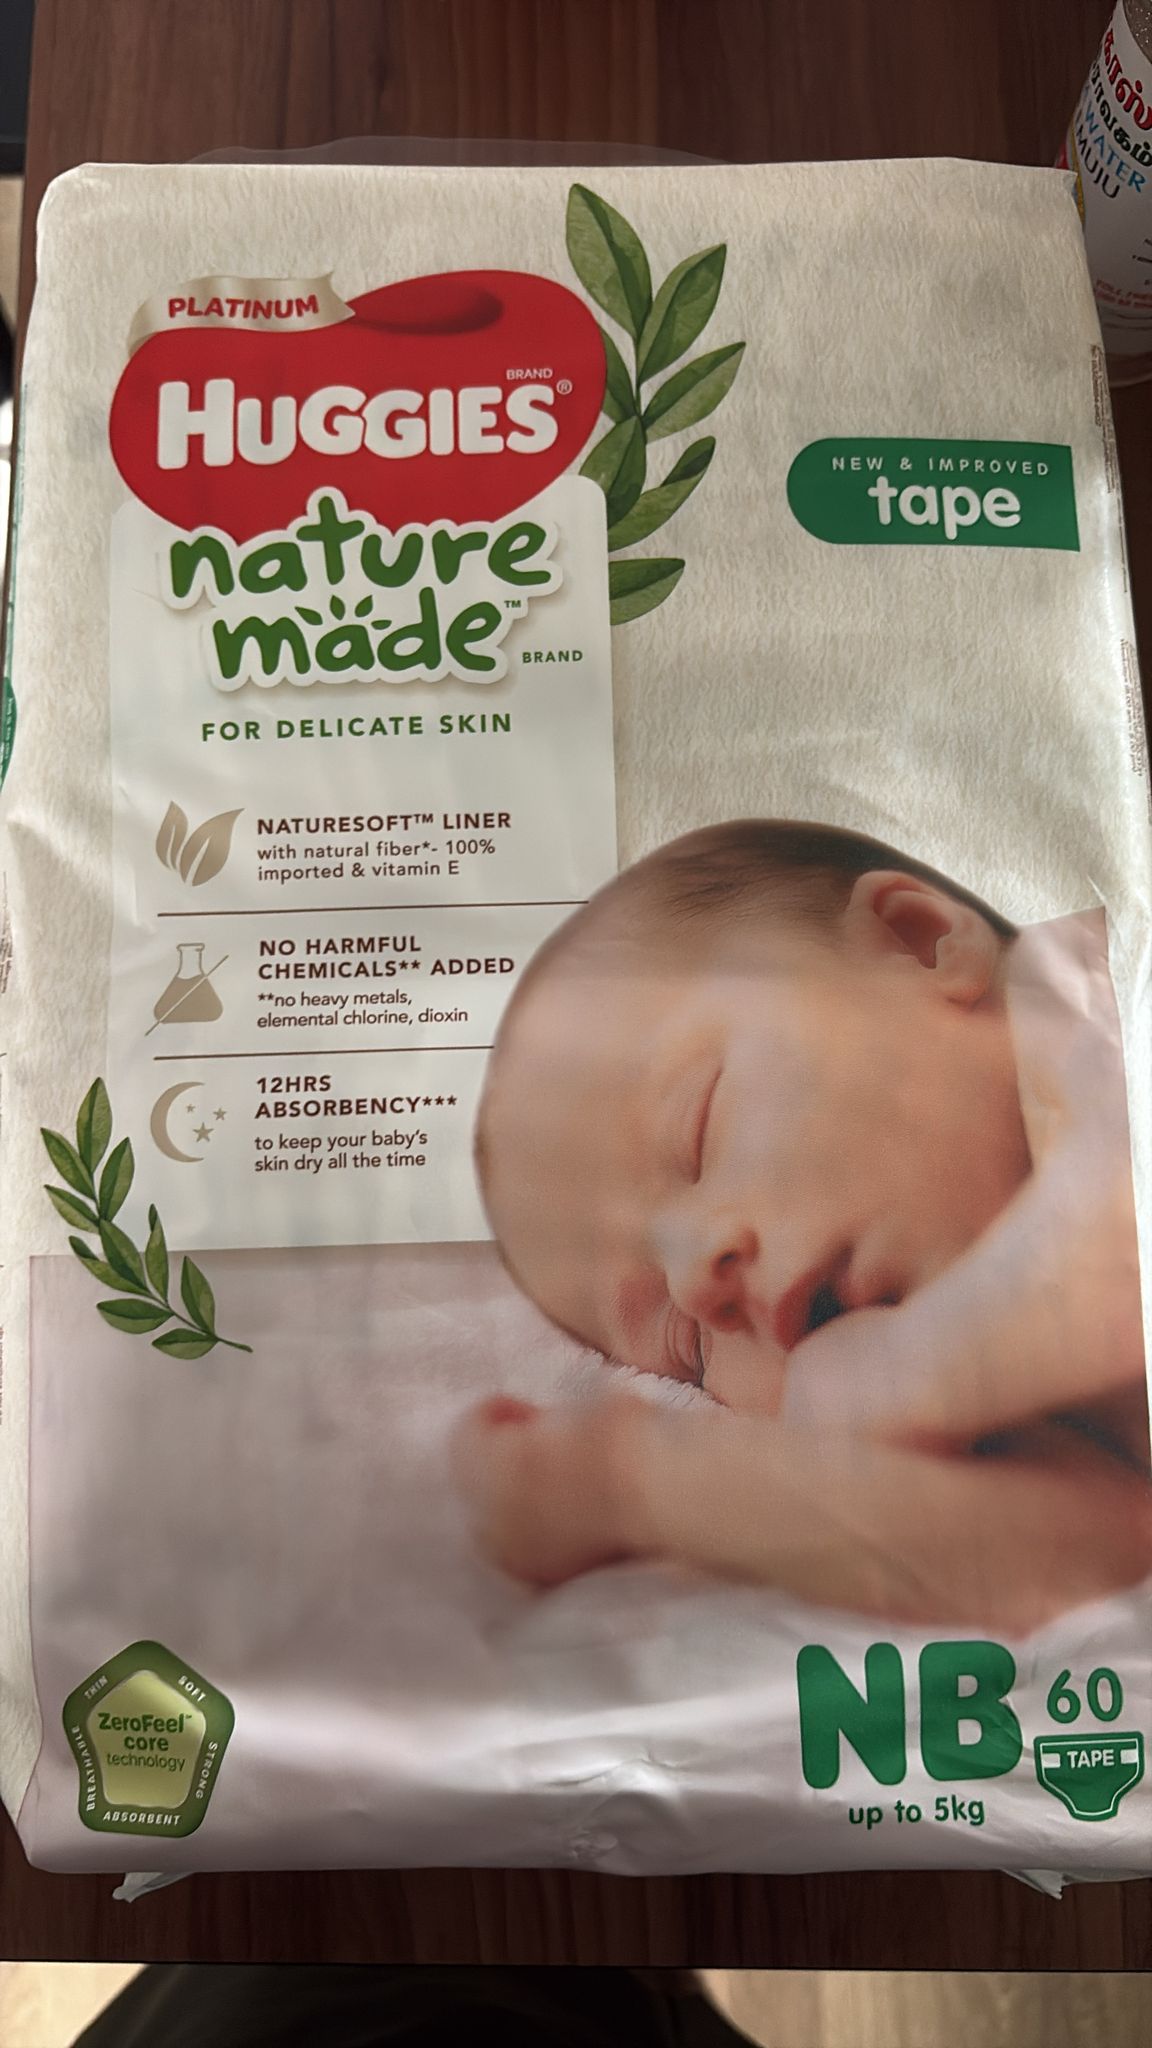 PLATINUM
HUGGIES®
BRAND
nature
made™
BRAND
FOR DELICATE SKIN
NEW & IMPROVED
tape
NATURESOFT™ LINER
with natural fiber*- 100%
imported & vitamin E
NO HARMFUL
CHEMICALS** ADDED
**no heavy metals,
elemental chlorine, dioxin
12HRS
ABSORBENCY***
to keep your baby's
skin dry all the time
THIN
SOFT
BREATHABLE
STRONG
ABSORBENT
ZeroFeel™
core
technology
NB
60
TAPE
up to 5kg
WATER